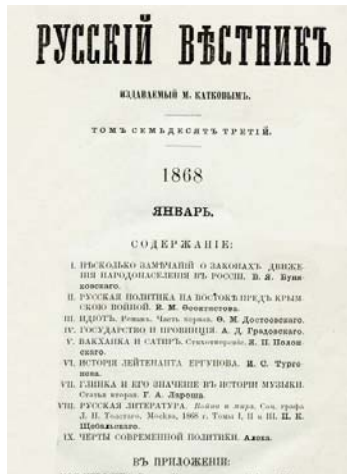 РУССКІЙ ВѢСТНИКЪ
ИЗДАВАЕМЫЙ М. КАТКОВЫМЪ.
ТОМЪ СЕМЬДЕСЯТЪ ТРЕТІЙ.
1868
ЯНВАРЬ.
СОДЕРЖАНІЕ:
I. НѢСКОЛЬКО ЗАМѢЧАНІЙ О ЗАКОНАХЪ ДВИЖЕ-
НІЯ НАРОДОНАСЕЛЕНІЯ ВЪ РОССІИ. В. Я. Буня-
ковскаго.
II. РУССКАЯ ПОЛИТИКА НА ВОСТОКѢ ПРЕДЪ КРЫМ-
СКОЮ ВОЙНОЙ. Е. М. Ѳеоктистова.
III. ИДІОТЪ. Романъ. Часть первая. Ѳ. М. Достоевскаго.
IV. ГОСУДАРСТВО И ПРОВИНЦІЯ. А. Д. Градовскаго.
V. ВАКХАНКА И САТИРЪ. Стихотвореніе. Я. П. Полон-
скаго.
VI. ИСТОРІЯ ЛЕЙТЕНАНТА ЕРГУНОВА. И. С. Турге-
нева.
VII. ГЛИНКА И ЕГО ЗНАЧЕНІЕ ВЪ ИСТОРІИ МУЗЫКИ.
Статья вторая. Г. А. Лароша.
VIII. РУССКАЯ ЛИТЕРАТУРА. Война и миръ. Соч. графа
Л. Н. Толстаго. Москва, 1868 г. Томы I, II и III. П. К.
Щебальскаго.
IX. ЧЕРТЫ СОВРЕМЕННОЙ ПОЛИТИКИ.
ВЪ ПРИЛОЖЕНІИ: